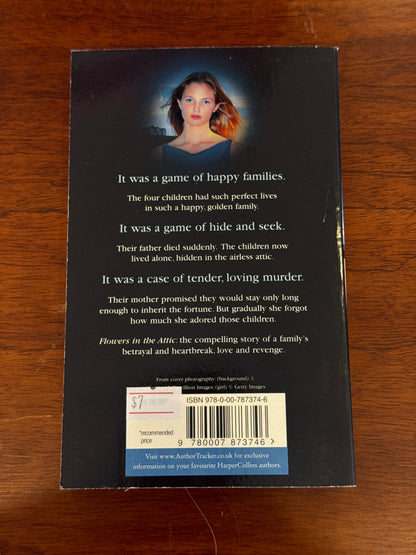 It was a game of happy families.
The four children had such perfect lives
in such a happy, golden family.
It was a game of hide and seek.
Their father died suddenly. The children now
lived alone, hidden in the airless attic.
It was a case of tender, loving murder.
Their mother promised they would stay only long
enough to inherit the fortune. But gradually she forgot
how much she adored those children.
Flowers in the Attic: the compelling story of a family's
betrayal and heartbreak, love and revenge.
Front cover photography: (background) ©
Images; (girl) © Getty Images
ISBN 978-0-00-787374-6
$7
*recommended
price
9 780007 873746
Visit www.AuthorTracker.co.uk for exclusive
information on your favourite HarperCollins authors.